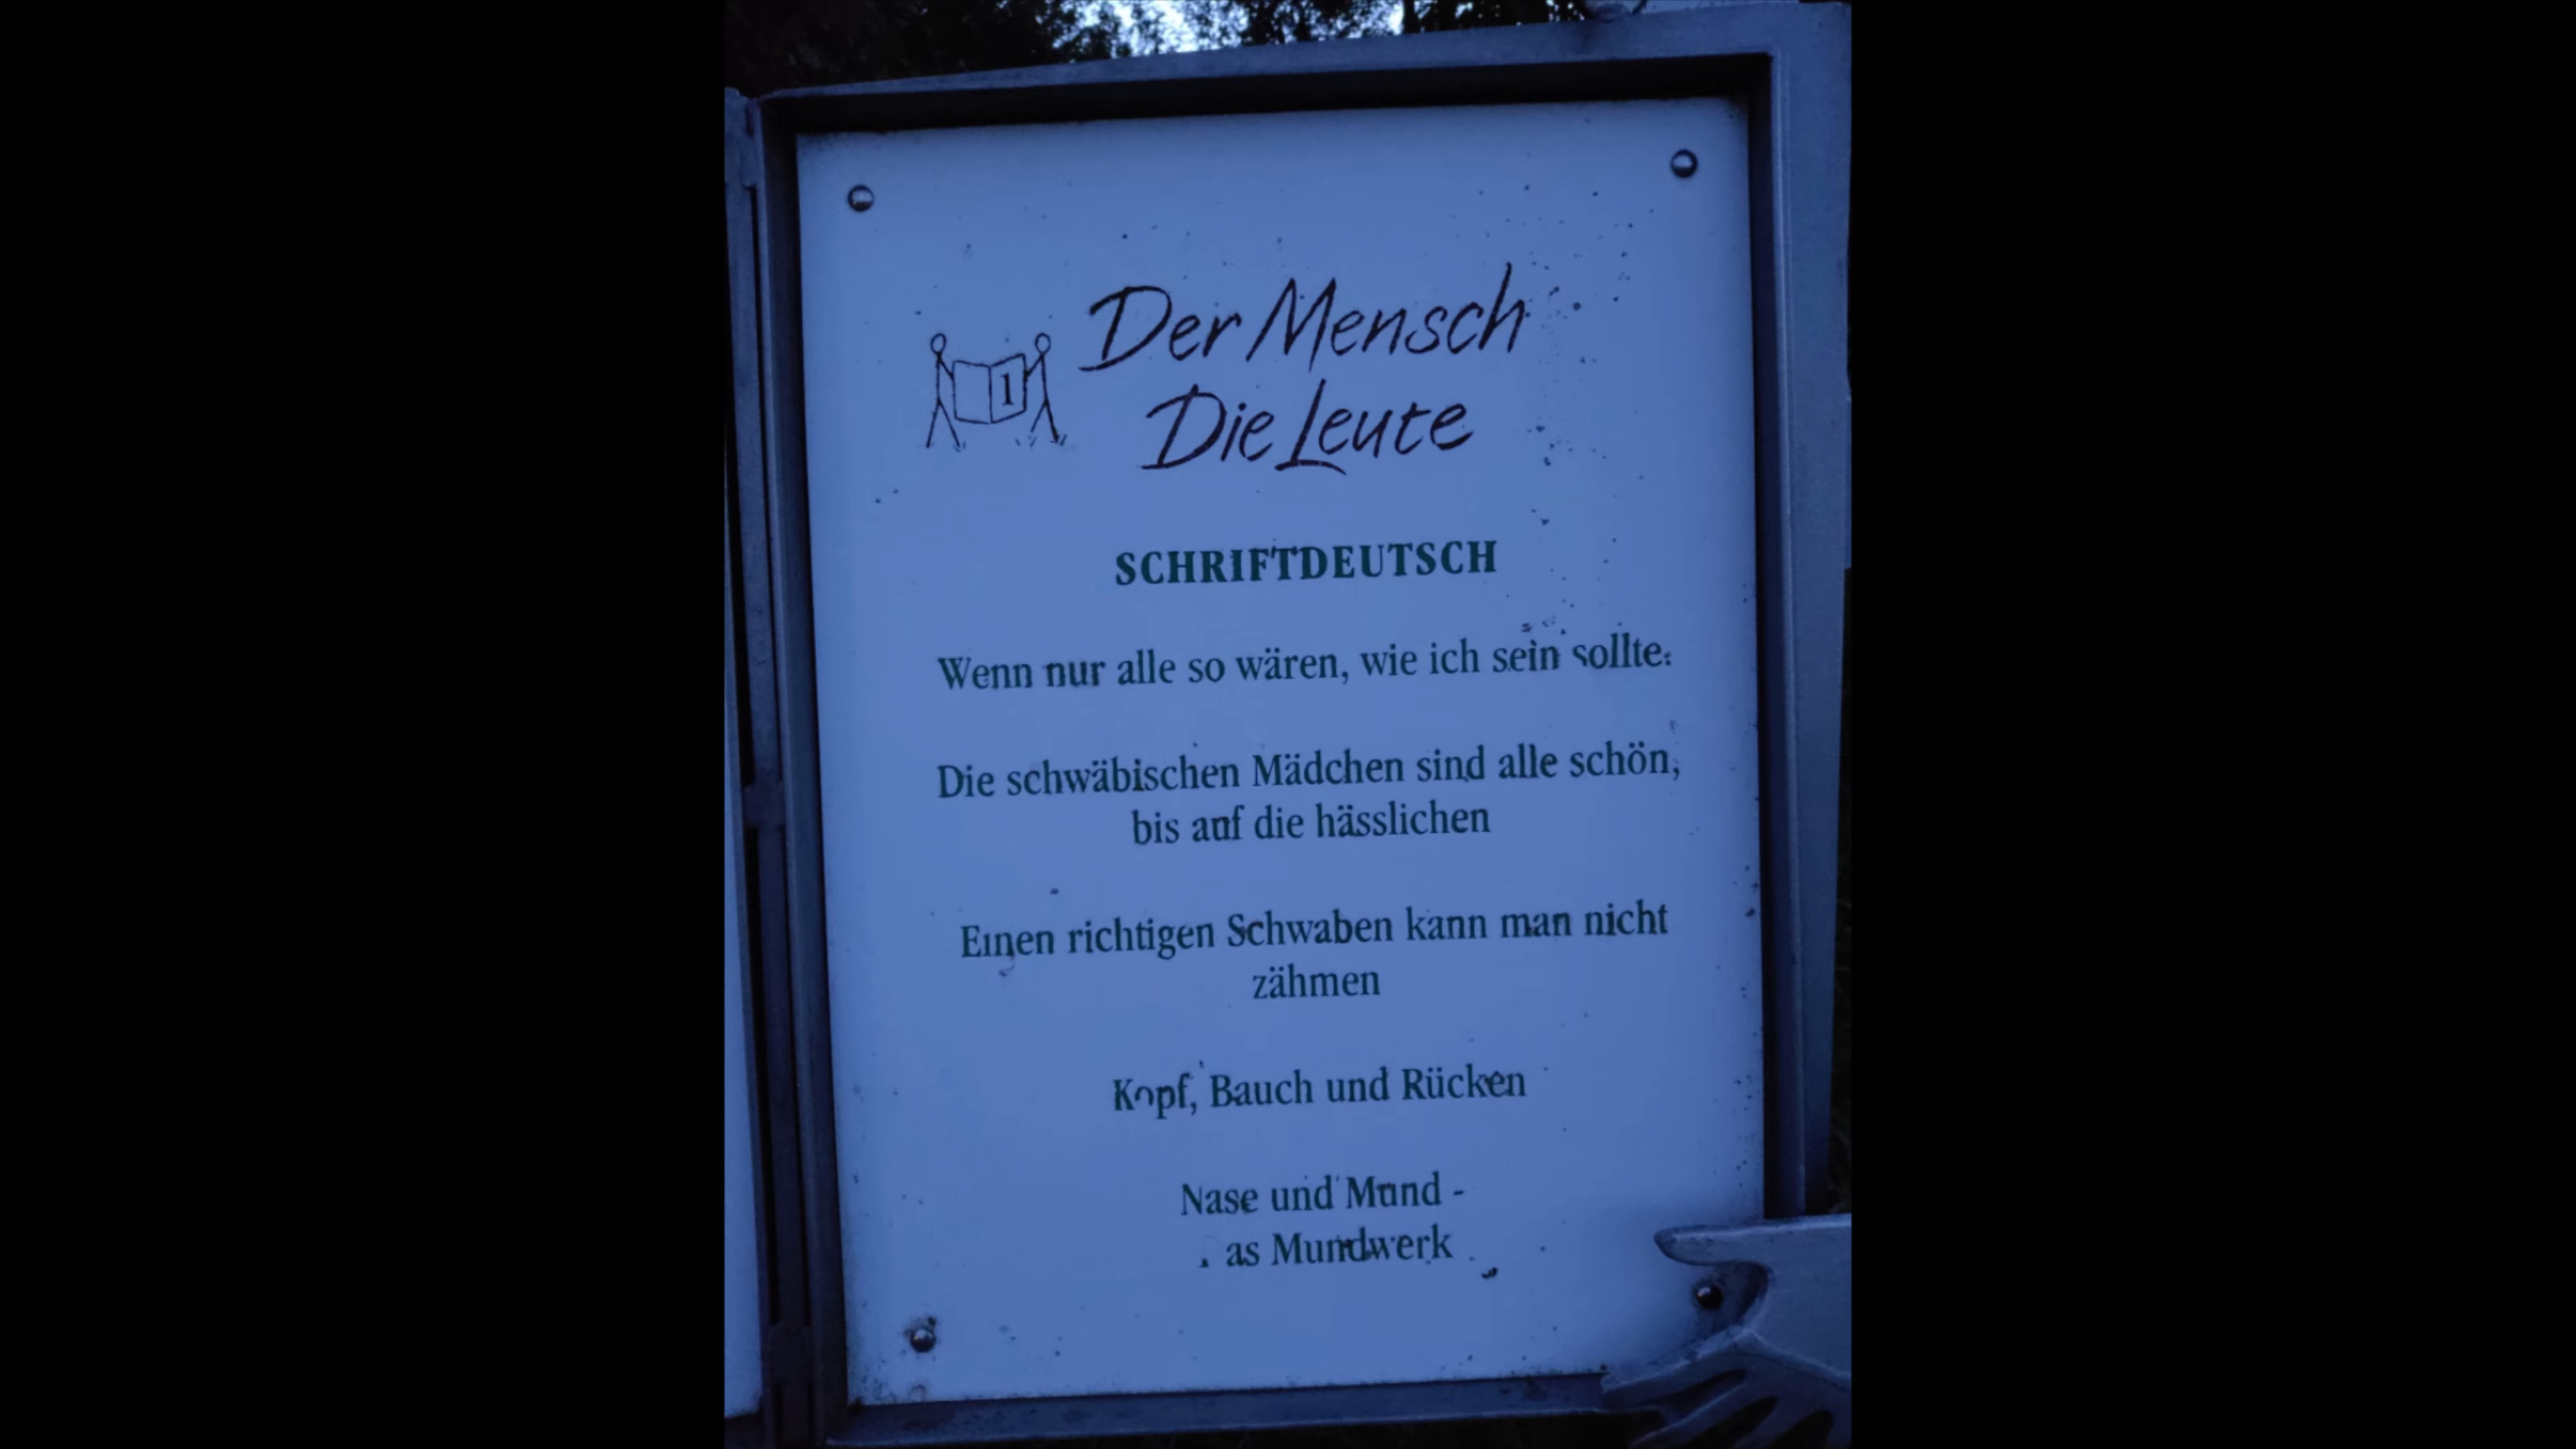 1
Der Mensch
Die Leute
SCHRIFTDEUTSCH
Wenn nur alle so wären, wie ich sein sollte.
Die schwäbischen Mädchen sind alle schön,
bis auf die hässlichen
Einen richtigen Schwaben kann man nicht
zähmen
Kopf, Bauch und Rücken
Nase und Mund -
as Mundwerk